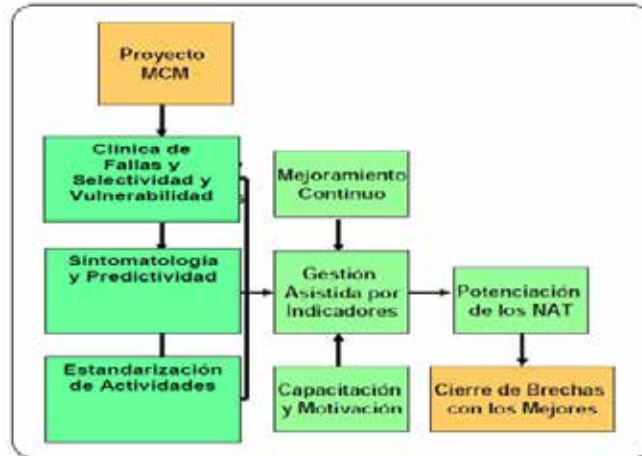 Proyecto
MCM
Clínica de
Fallas y
Selectividad y
Vulnerabilidad
Sintomatología
y Predictividad
Estandarización
de Actividades
Mejoramiento
Continuo
Gestión
Asistida por
Indicadores
Capacitación
y Motivación
Potenciación
de los NAT
Cierre de Brechas
con los Mejores